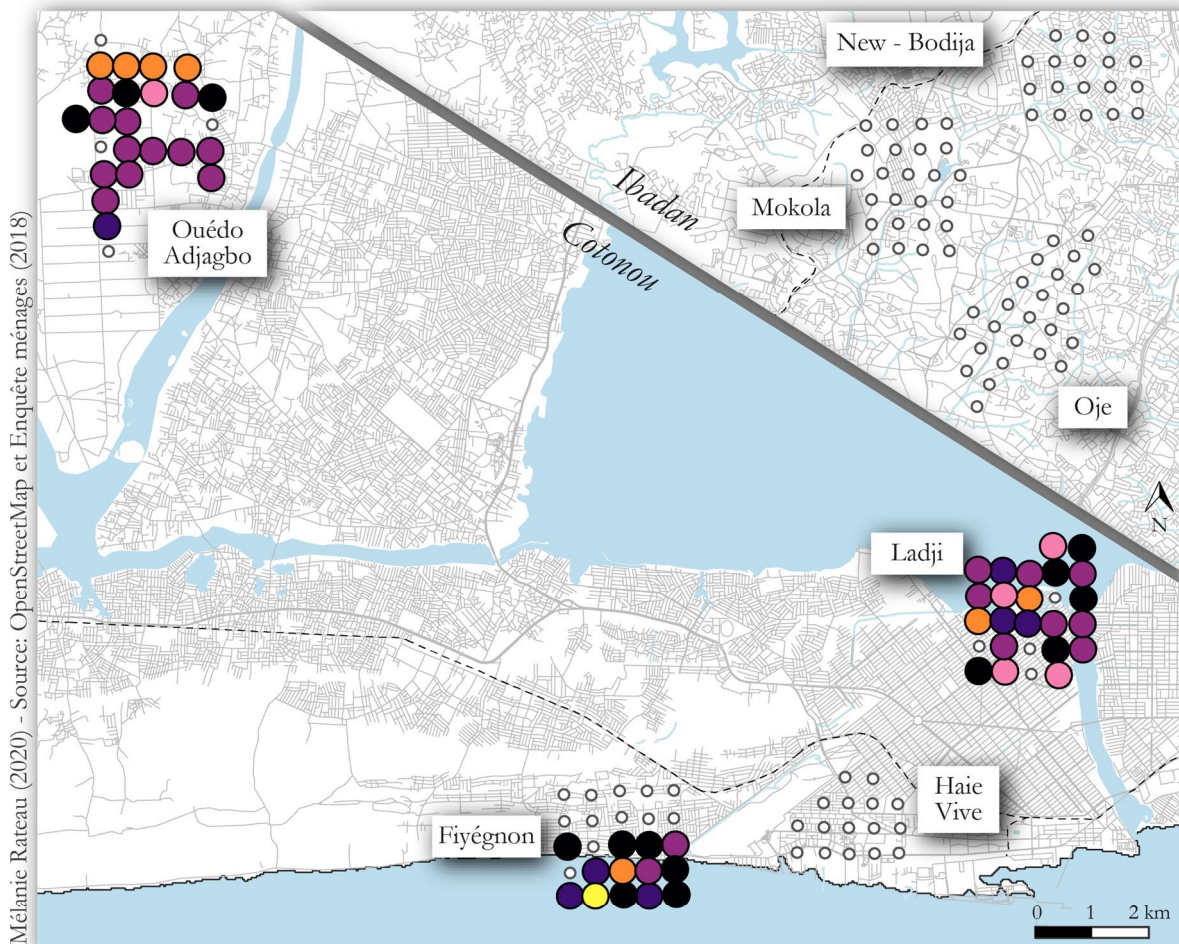 New - Bodija
Mokola
Ibadan
Cotonou
Ouédo
Adjagbo
Oje
N
Ladji
Haie
Vive
Fiyégnon
0 1 2 km
Mélanie Rateau (2020) - Source: OpenStreetMap et Enquête ménages (2018)